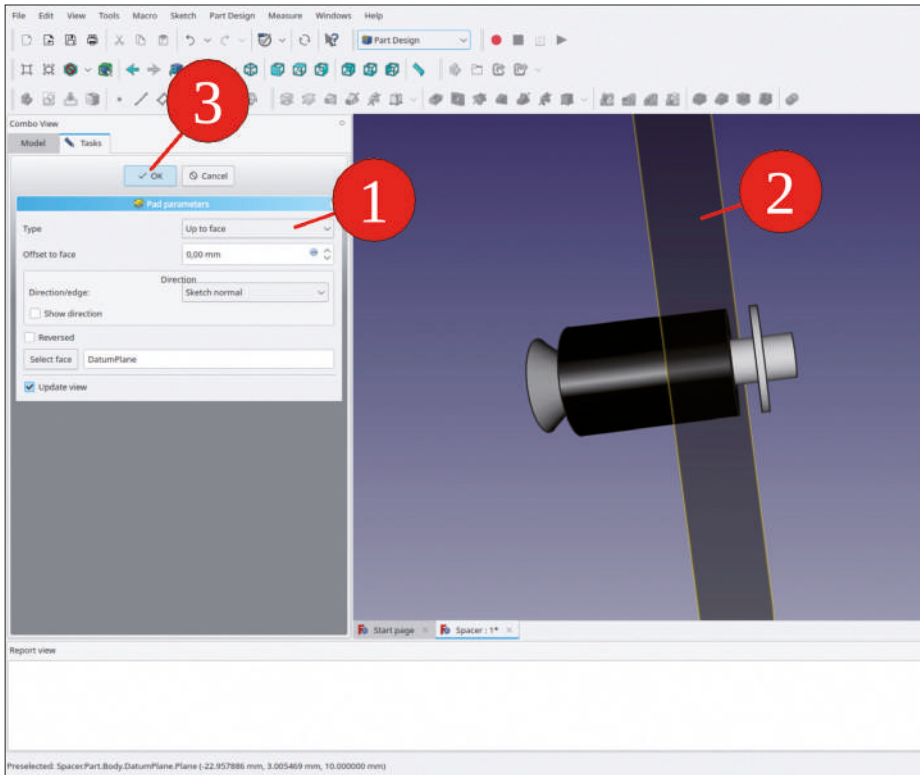 File Edit View Tools Macro Sketch Part Design Measure Windows Help
Part Design
Combo View
Model Tasks
OK Cancel
Pad parameters
Type Up to face
Offset to face 0,00 mm
Direction
Direction/edge: Sketch normal
Show direction
Reversed
Select face DatumPlane
Update view
3
1
2
Start page Spacer : 1*
Report view
Preselected: Spacer.Part.Body.DatumPlane.Plane (-22.957886 mm, 3.005469 mm, 10.000000 mm)